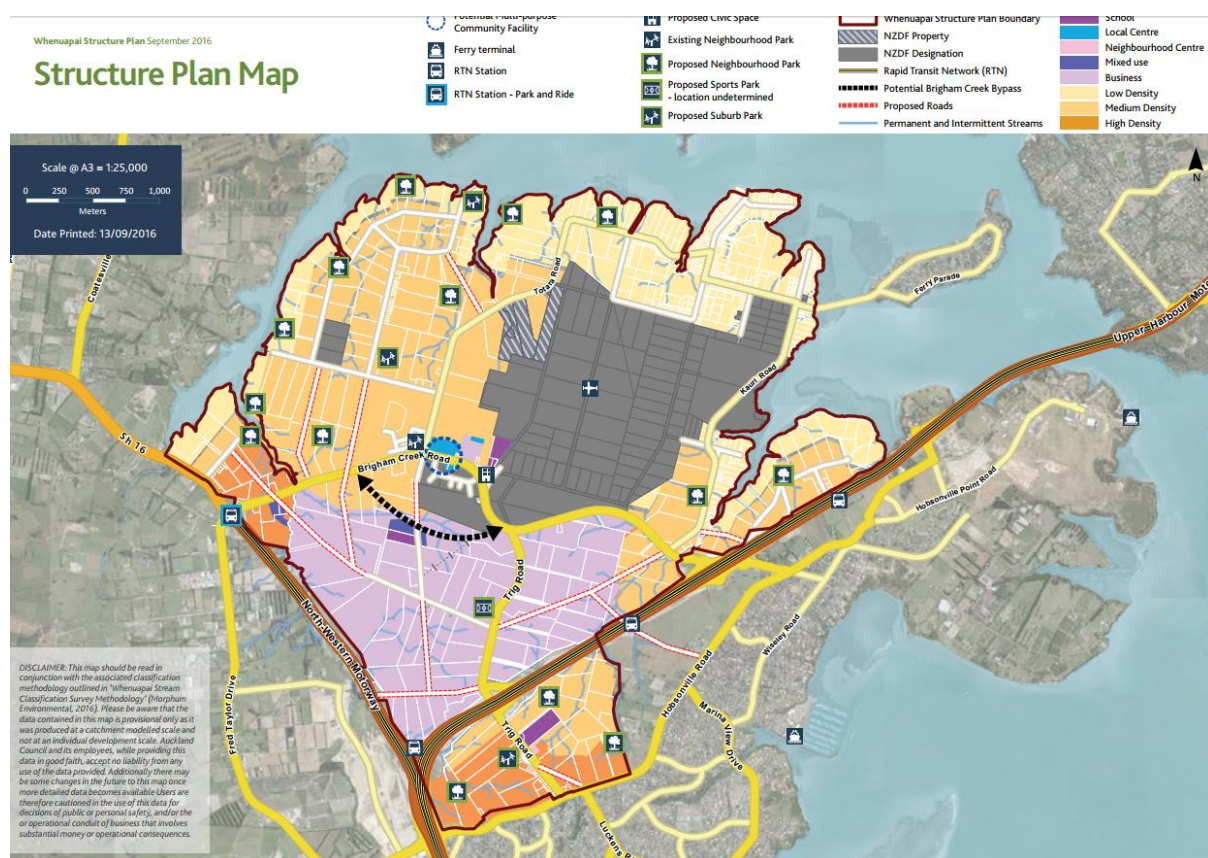 Whenuapai Structure Plan September 2016
Structure Plan Map
Potential Multi-purpose
Community Facility
Ferry terminal
RTN Station
RTN Station - Park and Ride
Proposed Civic Space
Existing Neighbourhood Park
Proposed Neighbourhood Park
Proposed Sports Park
- location undetermined
Proposed Suburb Park
Whenuapai Structure Plan Boundary
NZDF Property
NZDF Designation
Rapid Transit Network (RTN)
Potential Brigham Creek Bypass
Proposed Roads
Permanent and Intermittent Streams
School
Local Centre
Neighbourhood Centre
Mixed use
Business
Low Density
Medium Density
High Density
Scale @ A3 = 1:25,000
0 250 500 750 1,000
Meters
Date Printed: 13/09/2016
N
Coatesville
Totara Road
Ferry Parade
Upper Harbour Motor
Kauri Road
Sh 16
Brigham Creek Road
Hobsonville Point Road
Trig Road
North-Western Motorway
Wiseley Road
Hobsonville Road
Fred Taylor Drive
Marina View Drive
Trig Road
Luckens R
DISCLAIMER: This map should be read in
conjunction with the associated classification
methodology outlined in "Whenuapai Stream
Classification Survey Methodology" (Morphum
Environmental, 2016). Please be aware that the
data contained in this map is provisional only as it
was produced at a catchment modelled scale and
not at an individual development scale. Auckland
Council and its employees, while providing this
data in good faith, accept no liability from any
use of the data provided. Additionally there may
be some changes in the future to this map once
more detailed data becomes available Users are
therefore cautioned in the use of this data for
decisions of public or personal safety, and/or the
or operational conduct of business that involves
substantial money or operational consequences.